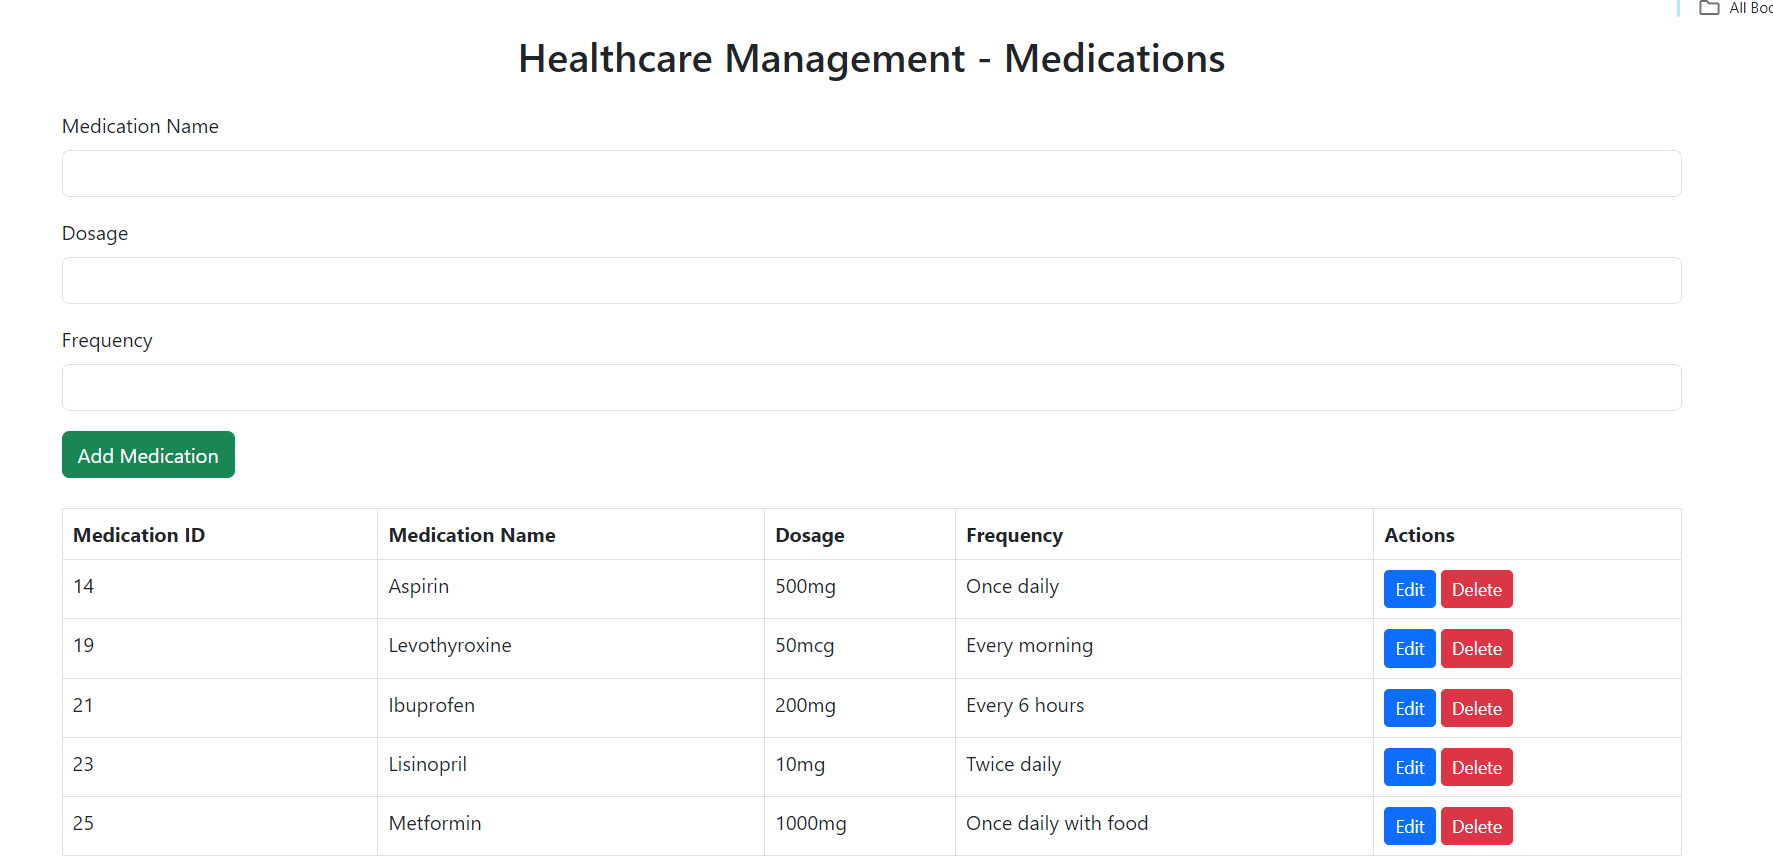 All
Healthcare Management - Medications
Medication Name
Dosage
Frequency
Add Medication
Medication ID Medication Name Dosage Frequency Actions
14 Aspirin 500mg Once daily Edit Delete
19 Levothyroxine 50mcg Every morning Edit Delete
21 Ibuprofen 200mg Every 6 hours Edit Delete
23 Lisinopril 10mg Twice daily Edit Delete
25 Metformin 1000mg Once daily with food Edit Delete